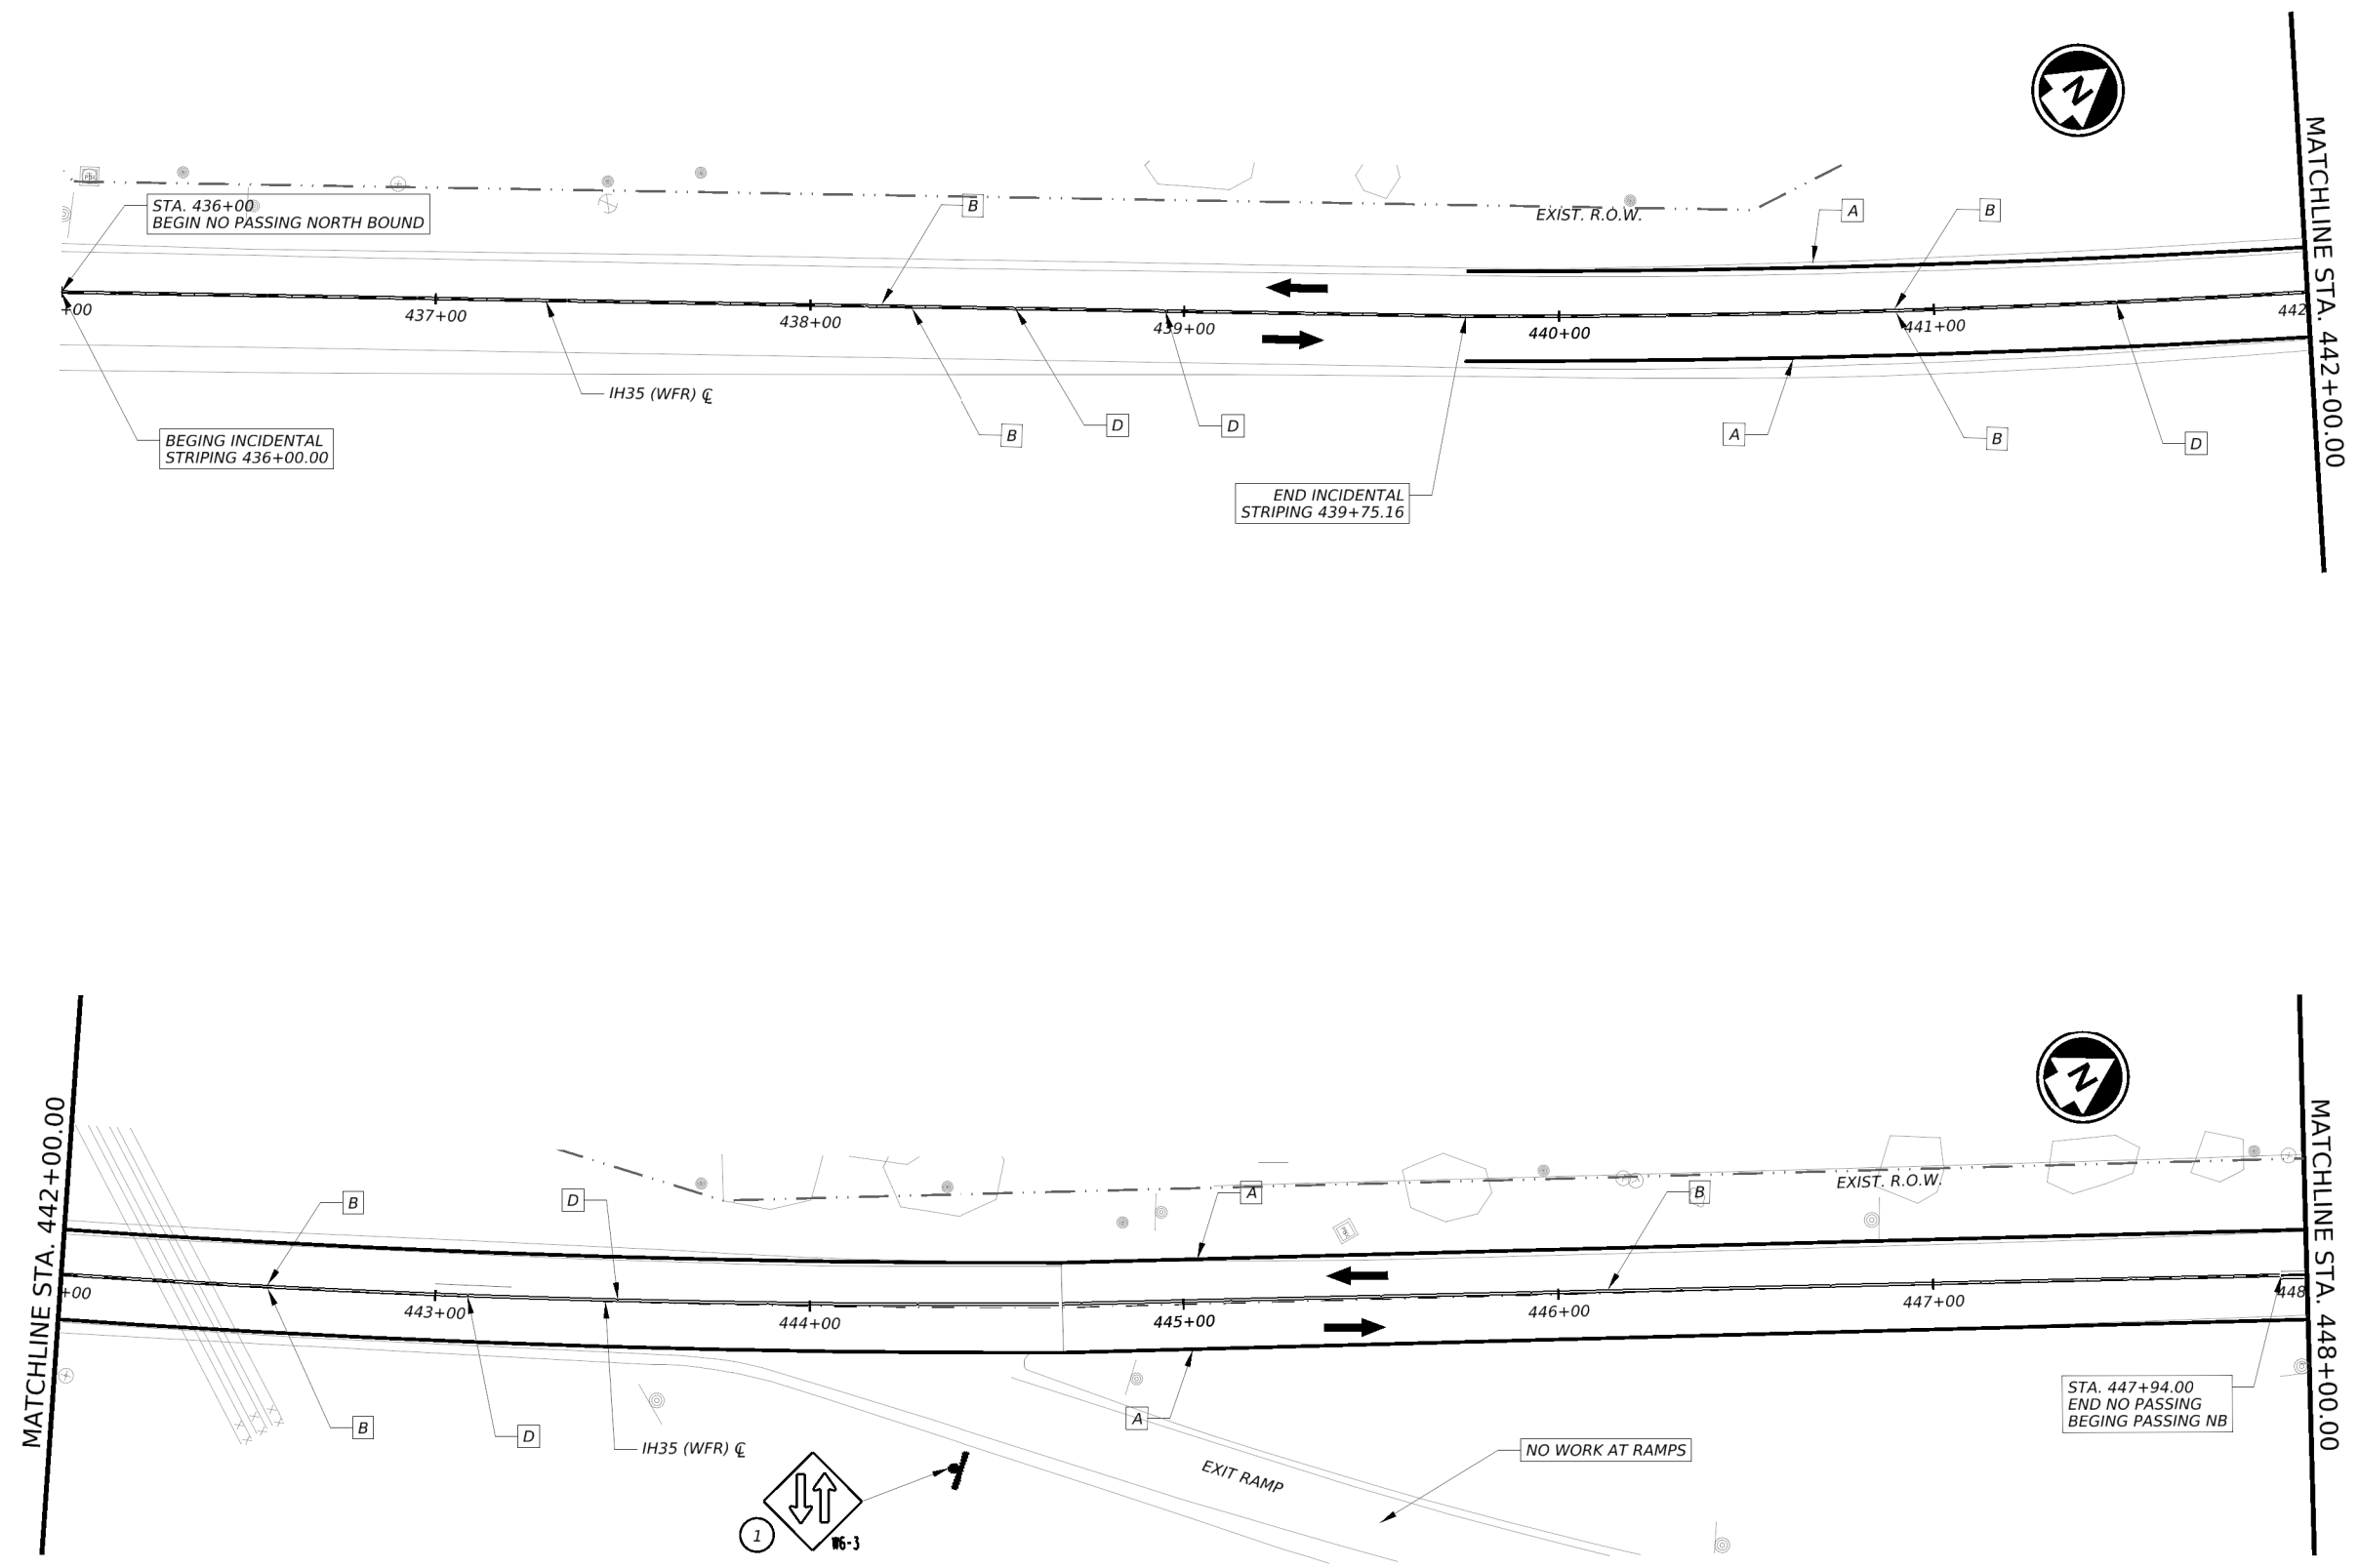 N
MATCHLINE STA. 442+00.00
STA. 436+00
BEGIN NO PASSING NORTH BOUND
B
EXIST. R.O.W.
A
B
+00
437+00
438+00
439+00
440+00
441+00
442
IH35 (WFR) ℄
B
D
D
A
B
D
BEGING INCIDENTAL
STRIPING 436+00.00
END INCIDENTAL
STRIPING 439+75.16
N
MATCHLINE STA. 442+00.00
MATCHLINE STA. 448+00.00
B
D
A
B
EXIST. R.O.W.
+00
443+00
444+00
445+00
446+00
447+00
448
B
D
IH35 (WFR) ℄
A
STA. 447+94.00
END NO PASSING
BEGING PASSING NB
NO WORK AT RAMPS
EXIT RAMP
1
W6-3